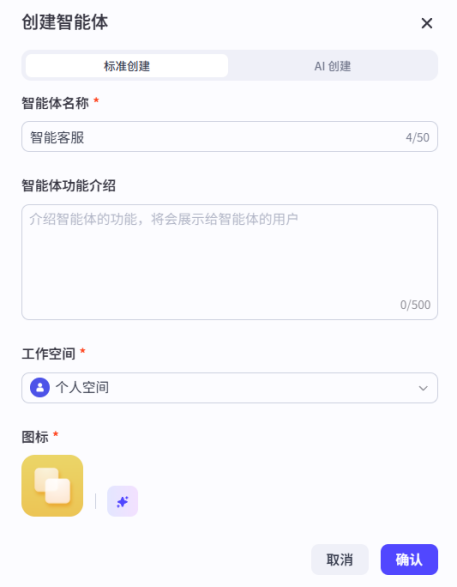 创建智能体
标准创建
AI 创建
智能体名称 *
智能客服
4/50
智能体功能介绍
介绍智能体的功能，将会展示给智能体的用户
0/500
工作空间 *
个人空间
图标 *
取消
确认